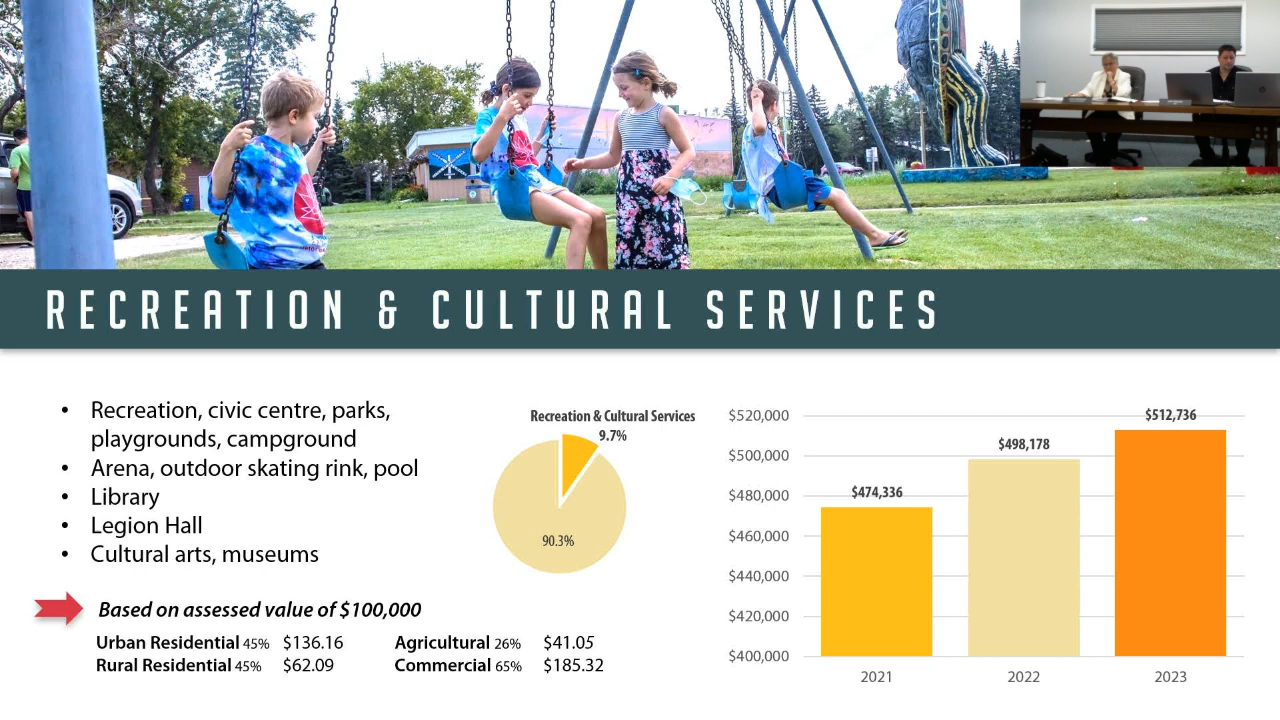 RECREATION & CULTURAL SERVICES
• Recreation, civic centre, parks,
playgrounds, campground
• Arena, outdoor skating rink, pool
• Library
• Legion Hall
• Cultural arts, museums
Based on assessed value of $100,000
Urban Residential 45% $136.16 Agricultural 26% $41.05
Rural Residential 45% $62.09 Commercial 65% $185.32
Recreation & Cultural Services
9.7%
90.3%
$520,000
$500,000
$480,000
$460,000
$440,000
$420,000
$400,000
$474,336
$498,178
$512,736
2021 2022 2023